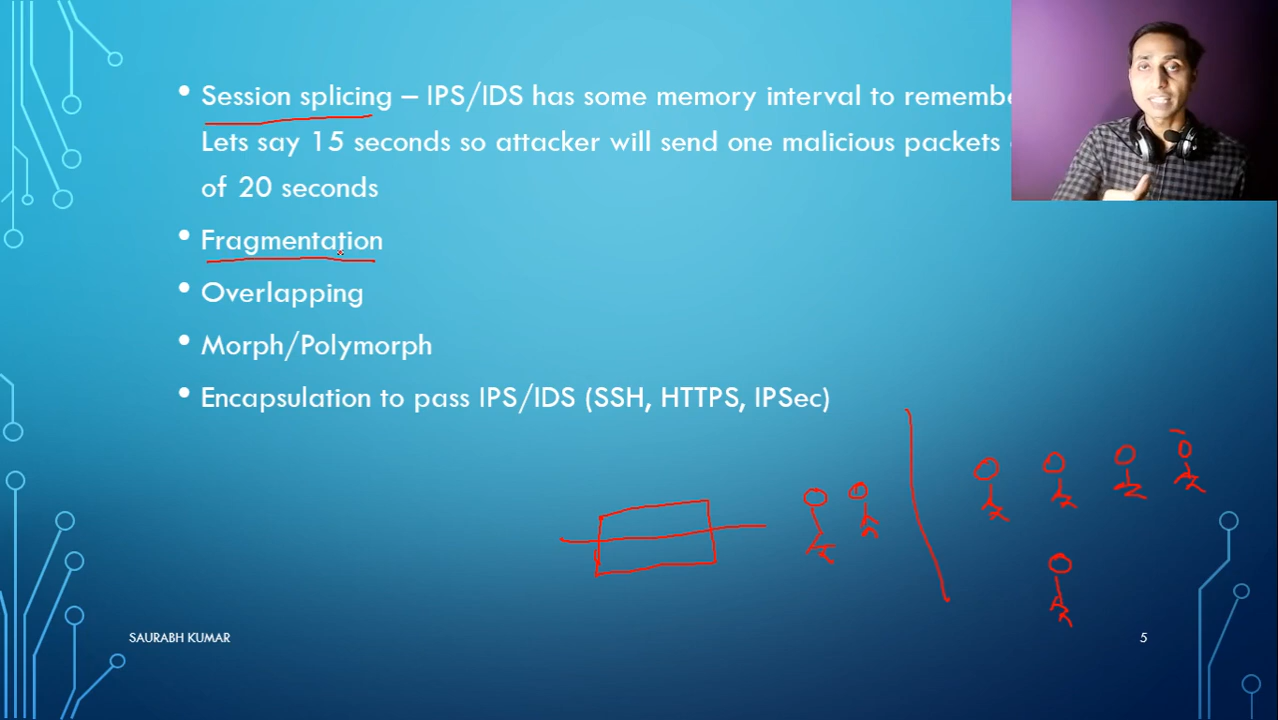 • Session splicing – IPS/IDS has some memory interval to
Lets say 15 seconds so attacker will send one malicious packets
of 20 seconds
• Fragmentation
• Overlapping
• Morph/Polymorph
• Encapsulation to pass IPS/IDS (SSH, HTTPS, IPSec)
SAURABH KUMAR
5